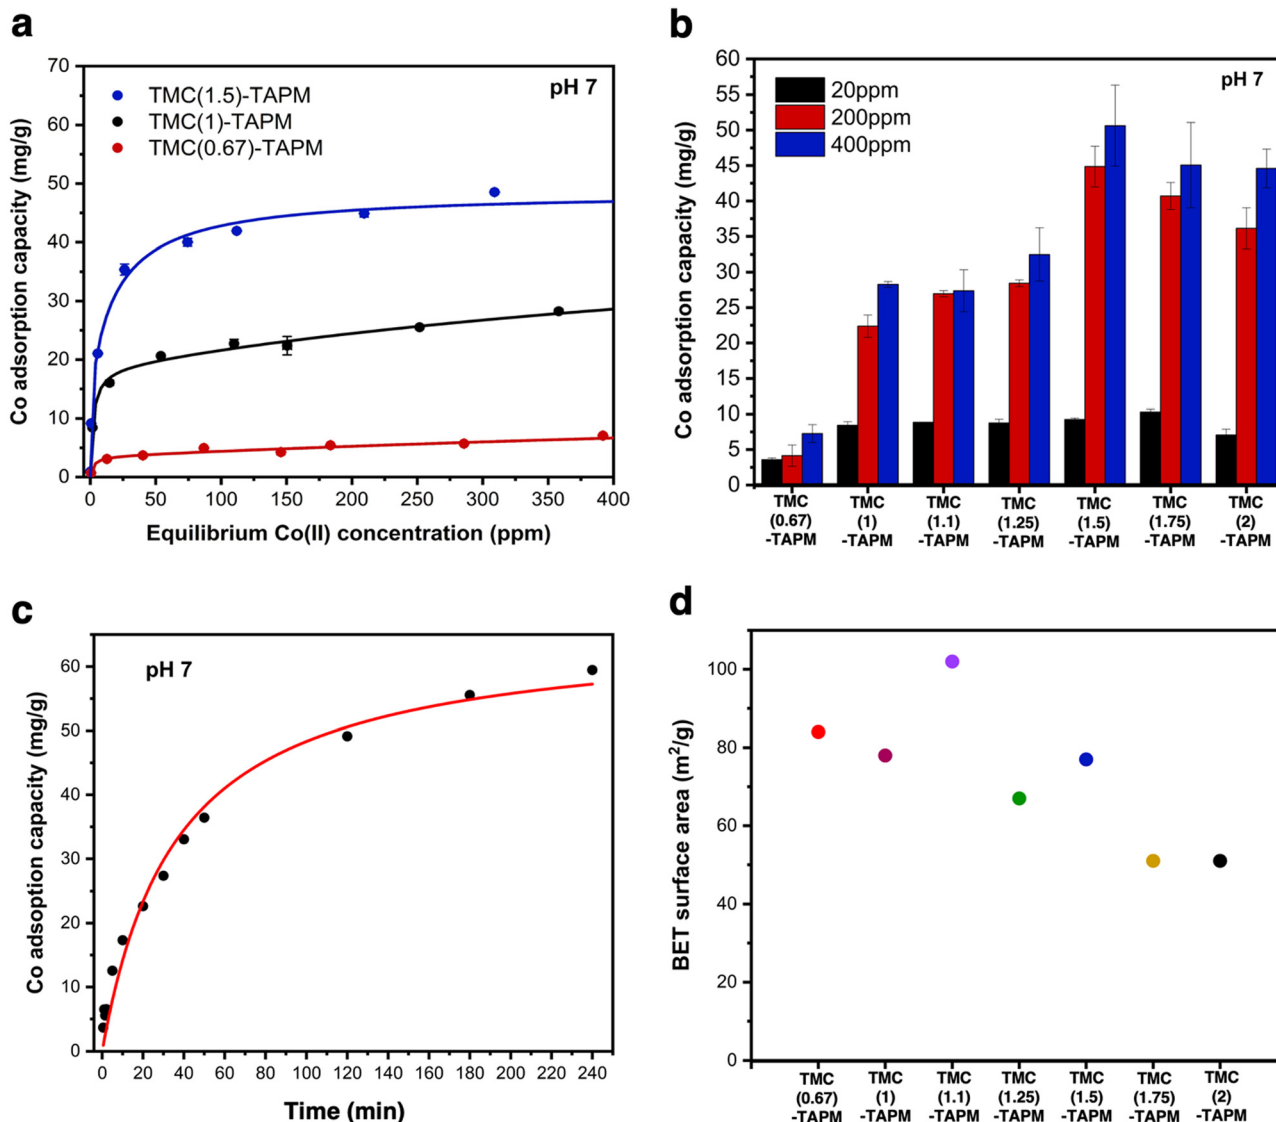 a
70
60
50
40
30
20
10
0
Co adsorption capacity (mg/g)
TMC(1.5)-TAPM
TMC(1)-TAPM
TMC(0.67)-TAPM
pH 7
0 50 100 150 200 250 300 350 400
Equilibrium Co(II) concentration (ppm)
b
60
55
50
45
40
35
30
25
20
15
10
5
0
Co adsorption capacity (mg/g)
20ppm
200ppm
400ppm
pH 7
TMC TMC TMC TMC TMC TMC TMC
(0.67) (1) (1.1) (1.25) (1.5) (1.75) (2)
-TAPM -TAPM -TAPM -TAPM -TAPM -TAPM -TAPM
c
60
50
40
30
20
10
0
Co adsoption capacity (mg/g)
pH 7
0 20 40 60 80 100 120 140 160 180 200 220 240
Time (min)
d
100
80
60
40
20
0
BET surface area (m²/g)
TMC TMC TMC TMC TMC TMC TMC
(0.67) (1) (1.1) (1.25) (1.5) (1.75) (2)
-TAPM -TAPM -TAPM -TAPM -TAPM -TAPM -TAPM